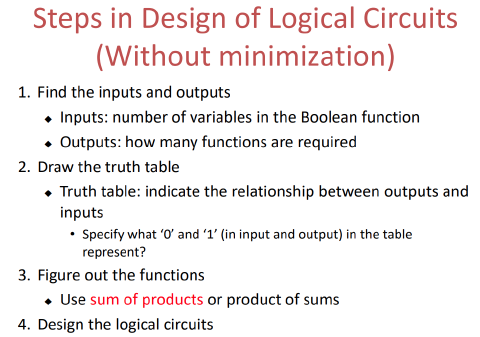 Steps in Design of Logical Circuits
(Without minimization)
1. Find the inputs and outputs
◆ Inputs: number of variables in the Boolean function
◆ Outputs: how many functions are required
2. Draw the truth table
◆ Truth table: indicate the relationship between outputs and
inputs
• Specify what ‘0’ and ‘1’ (in input and output) in the table
represent?
3. Figure out the functions
◆ Use sum of products or product of sums
4. Design the logical circuits